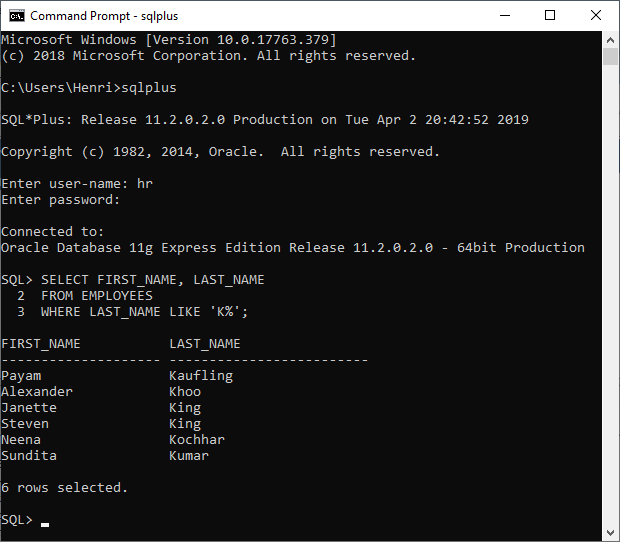 Command Prompt - sqlplus
Microsoft Windows [Version 10.0.17763.379]
(c) 2018 Microsoft Corporation. All rights reserved.
C:\Users\Henri>sqlplus
SQL*Plus: Release 11.2.0.2.0 Production on Tue Apr 2 20:42:52 2019
Copyright (c) 1982, 2014, Oracle.  All rights reserved.
Enter user-name: hr
Enter password:
Connected to:
Oracle Database 11g Express Edition Release 11.2.0.2.0 - 64bit Production
SQL> SELECT FIRST_NAME, LAST_NAME
  2  FROM EMPLOYEES
  3  WHERE LAST_NAME LIKE 'K%';
FIRST_NAME           LAST_NAME
-------------------- -------------------------
Payam                Kaufling
Alexander            Khoo
Janette              King
Steven               King
Neena                Kochhar
Sundita              Kumar
6 rows selected.
SQL>